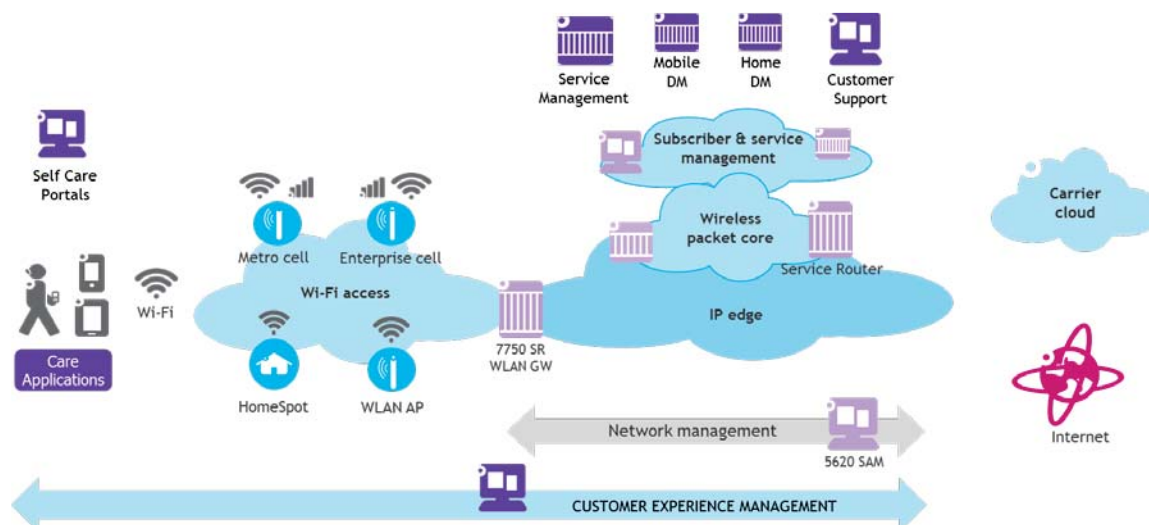 Service
Management
Mobile
DM
Home
DM
Customer
Support
Self Care
Portals
Subscriber & service
management
Carrier
cloud
Wireless
packet core
Metro cell
Enterprise cell
Service Router
Wi-Fi access
Wi-Fi
IP edge
7750 SR
WLAN GW
Care
Applications
HomeSpot
WLAN AP
Network management
5620 SAM
Internet
CUSTOMER EXPERIENCE MANAGEMENT